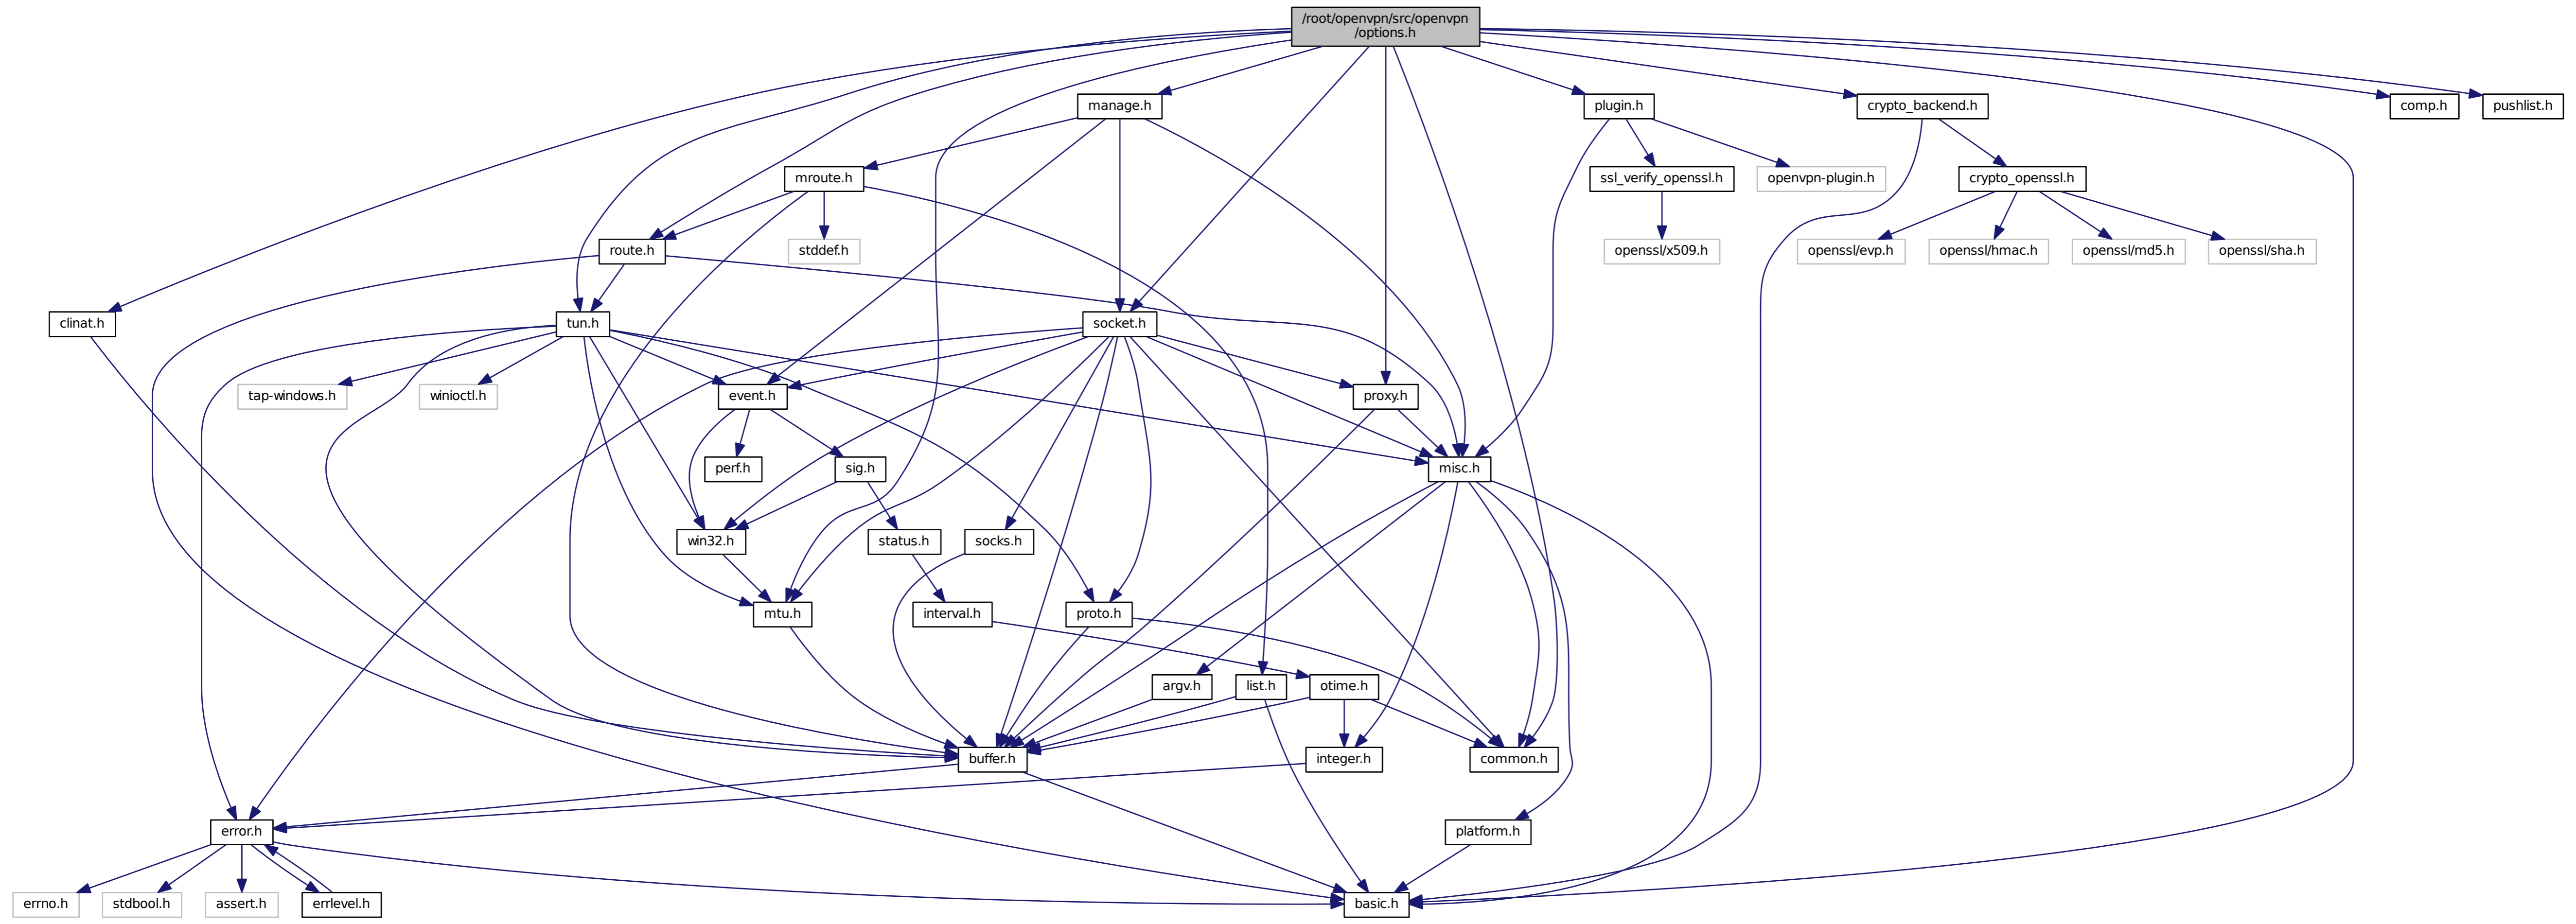 /root/openvpn/src/openvpn
/options.h
manage.h
plugin.h
crypto_backend.h
comp.h
pushlist.h
mroute.h
ssl_verify_openssl.h
openvpn-plugin.h
crypto_openssl.h
route.h
stddef.h
openssl/x509.h
openssl/evp.h
openssl/hmac.h
openssl/md5.h
openssl/sha.h
clinat.h
tun.h
socket.h
tap-windows.h
winioctl.h
event.h
proxy.h
perf.h
sig.h
misc.h
win32.h
status.h
socks.h
mtu.h
interval.h
proto.h
argv.h
list.h
otime.h
buffer.h
integer.h
common.h
error.h
platform.h
errno.h
stdbool.h
assert.h
errlevel.h
basic.h